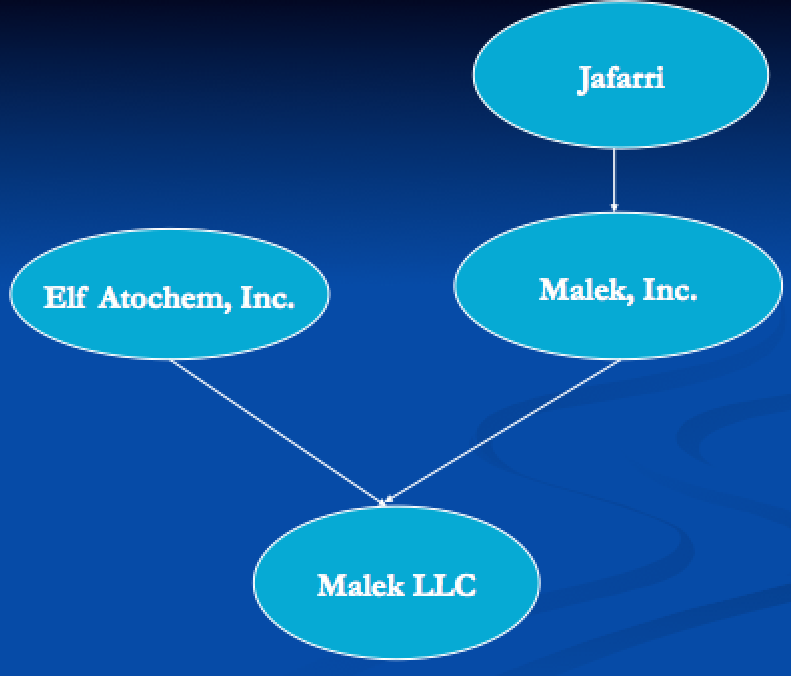 Jafarri
Elf Atochem, Inc.
Malek, Inc.
Malek LLC